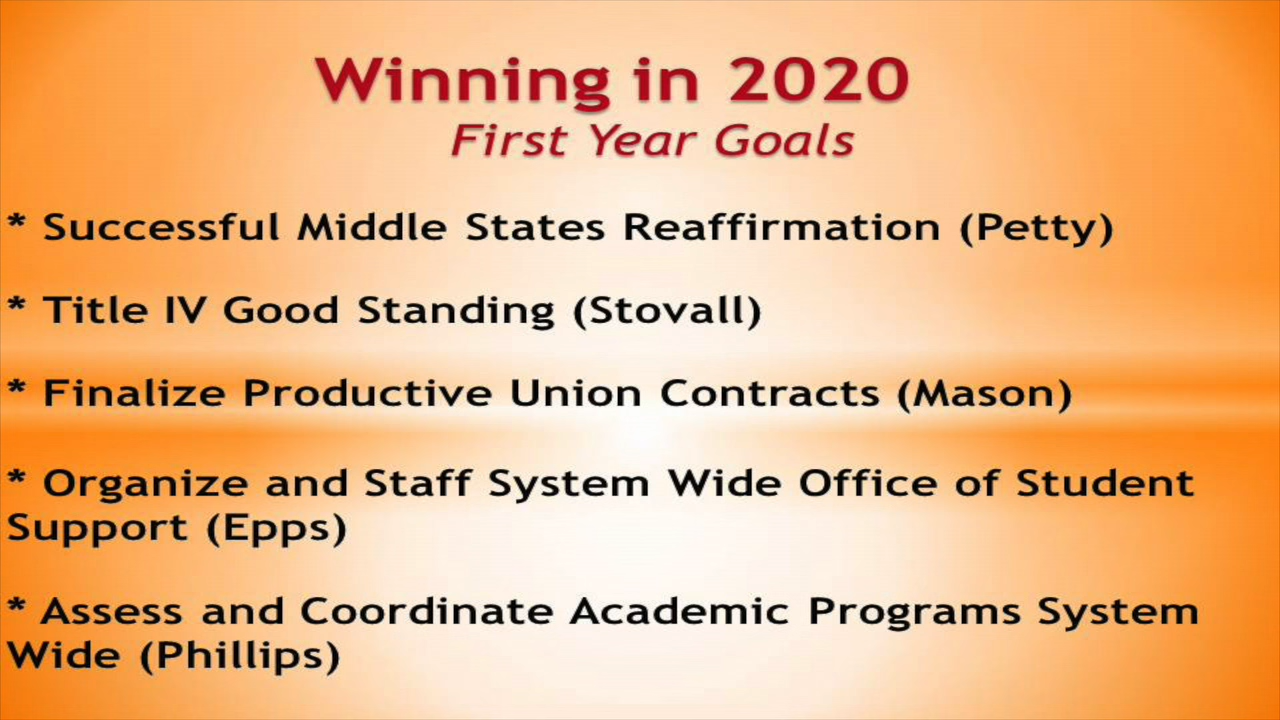 Winning in 2020
First Year Goals
* Successful Middle States Reaffirmation (Petty)
* Title IV Good Standing (Stovall)
* Finalize Productive Union Contracts (Mason)
* Organize and Staff System Wide Office of Student
Support (Epps)
* Assess and Coordinate Academic Programs System
Wide (Phillips)